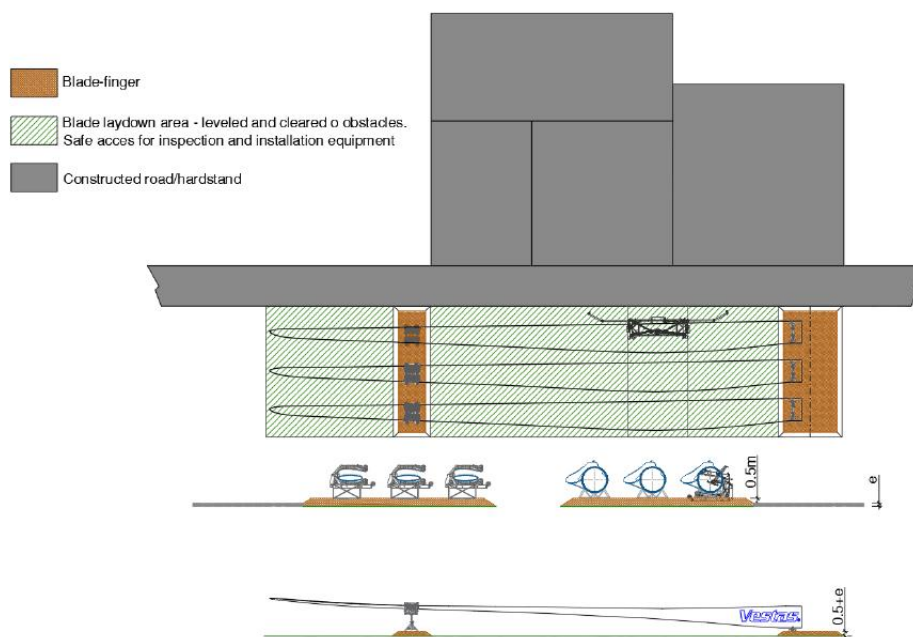 Blade-finger
Blade laydown area - leveled and cleared o obstacles.
Safe acces for inspection and installation equipment
Constructed road/hardstand
0.5m
e
Vestas
0.5+e